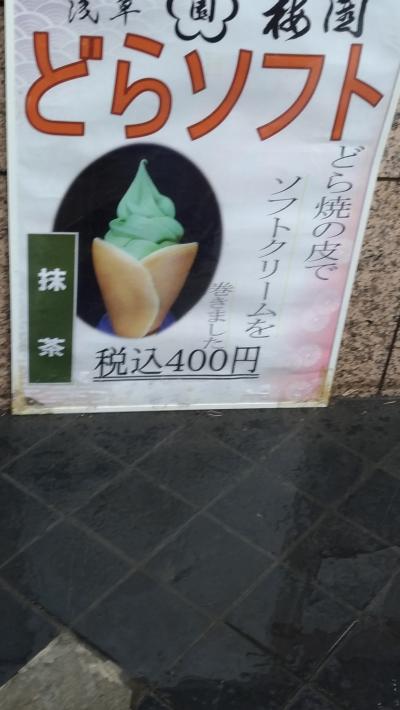 浅草 園 梅園
どらソフト
どら焼の皮で
ソフトクリームを
巻きました
抹茶
税込400円